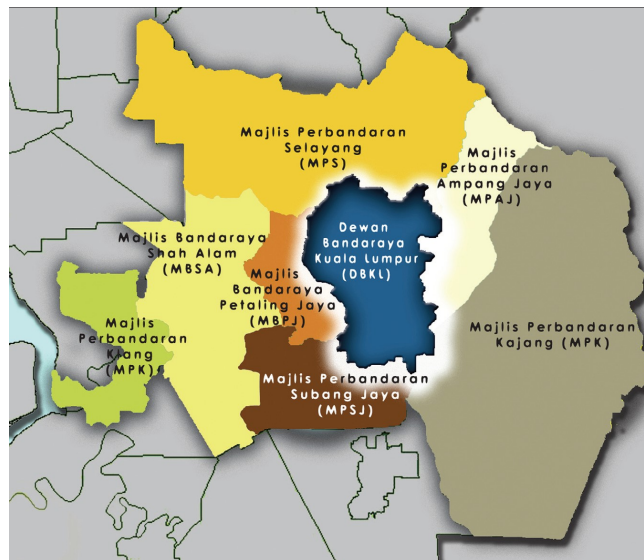 Majlis Perbandaran
Selayang
(MPS)
Majlis
Perbandaran
Ampang Jaya
(MPAJ)
Dewan
Bandaraya
Kuala Lumpur
(DBKL)
Majlis Bandaraya
Shah Alam
(MBSA)
Majlis
Bandaraya
Petaling Jaya
(MBPJ)
Majlis
Perbandaran
Klang
(MPK)
Majlis Perbandaran
Kajang (MPK)
Majlis Perbandaran
Subang Jaya
(MPSJ)